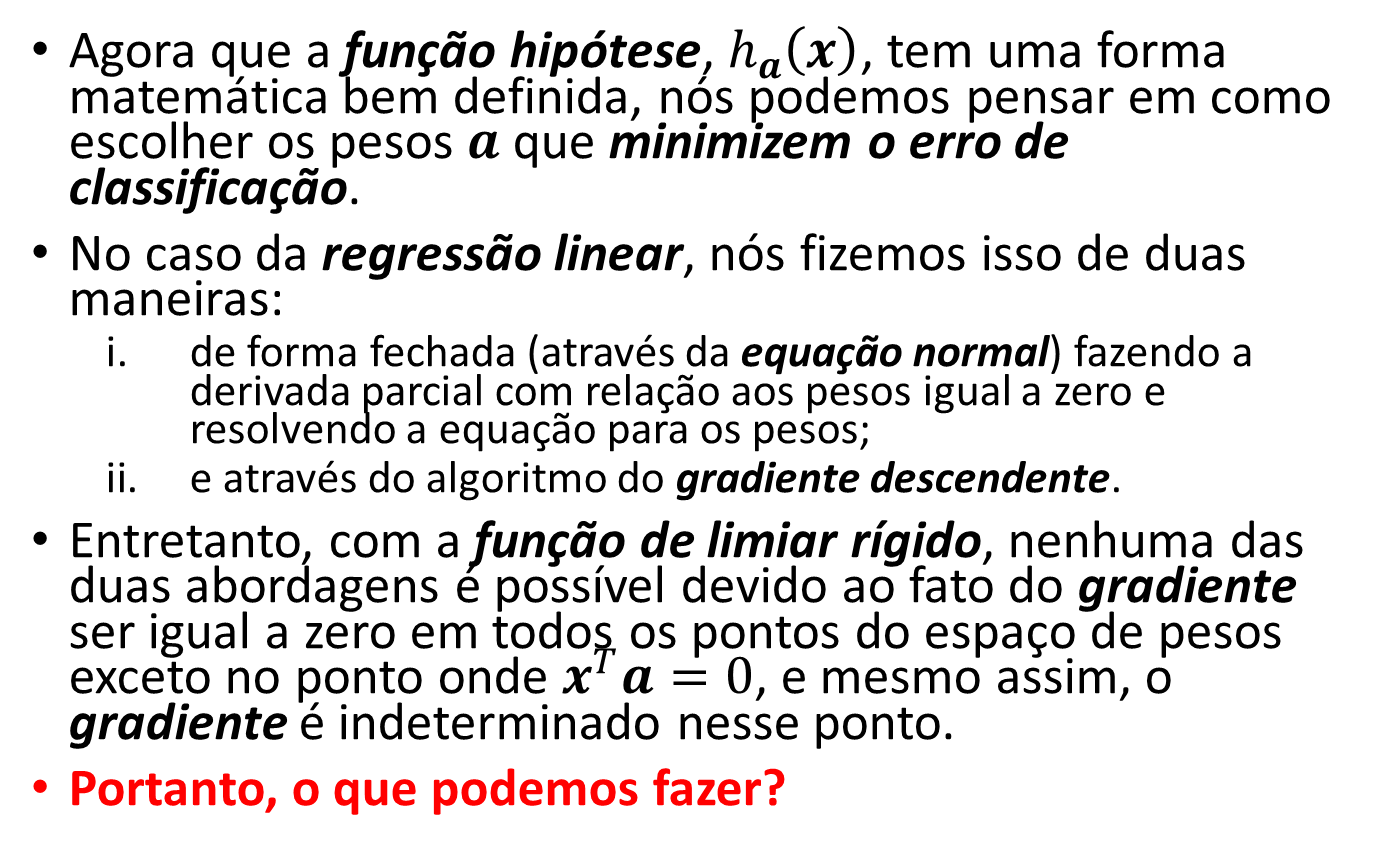 • Agora que a função hipótese, hₐ(x), tem uma forma
matemática bem definida, nós podemos pensar em como
escolher os pesos a que minimizem o erro de
classificação.
• No caso da regressão linear, nós fizemos isso de duas
maneiras:
i. de forma fechada (através da equação normal) fazendo a
derivada parcial com relação aos pesos igual a zero e
resolvendo a equação para os pesos;
ii. e através do algoritmo do gradiente descendente.
• Entretanto, com a função de limiar rígido, nenhuma das
duas abordagens é possível devido ao fato do gradiente
ser igual a zero em todos os pontos do espaço de pesos
exceto no ponto onde xᵀa = 0, e mesmo assim, o
gradiente é indeterminado nesse ponto.
• Portanto, o que podemos fazer?